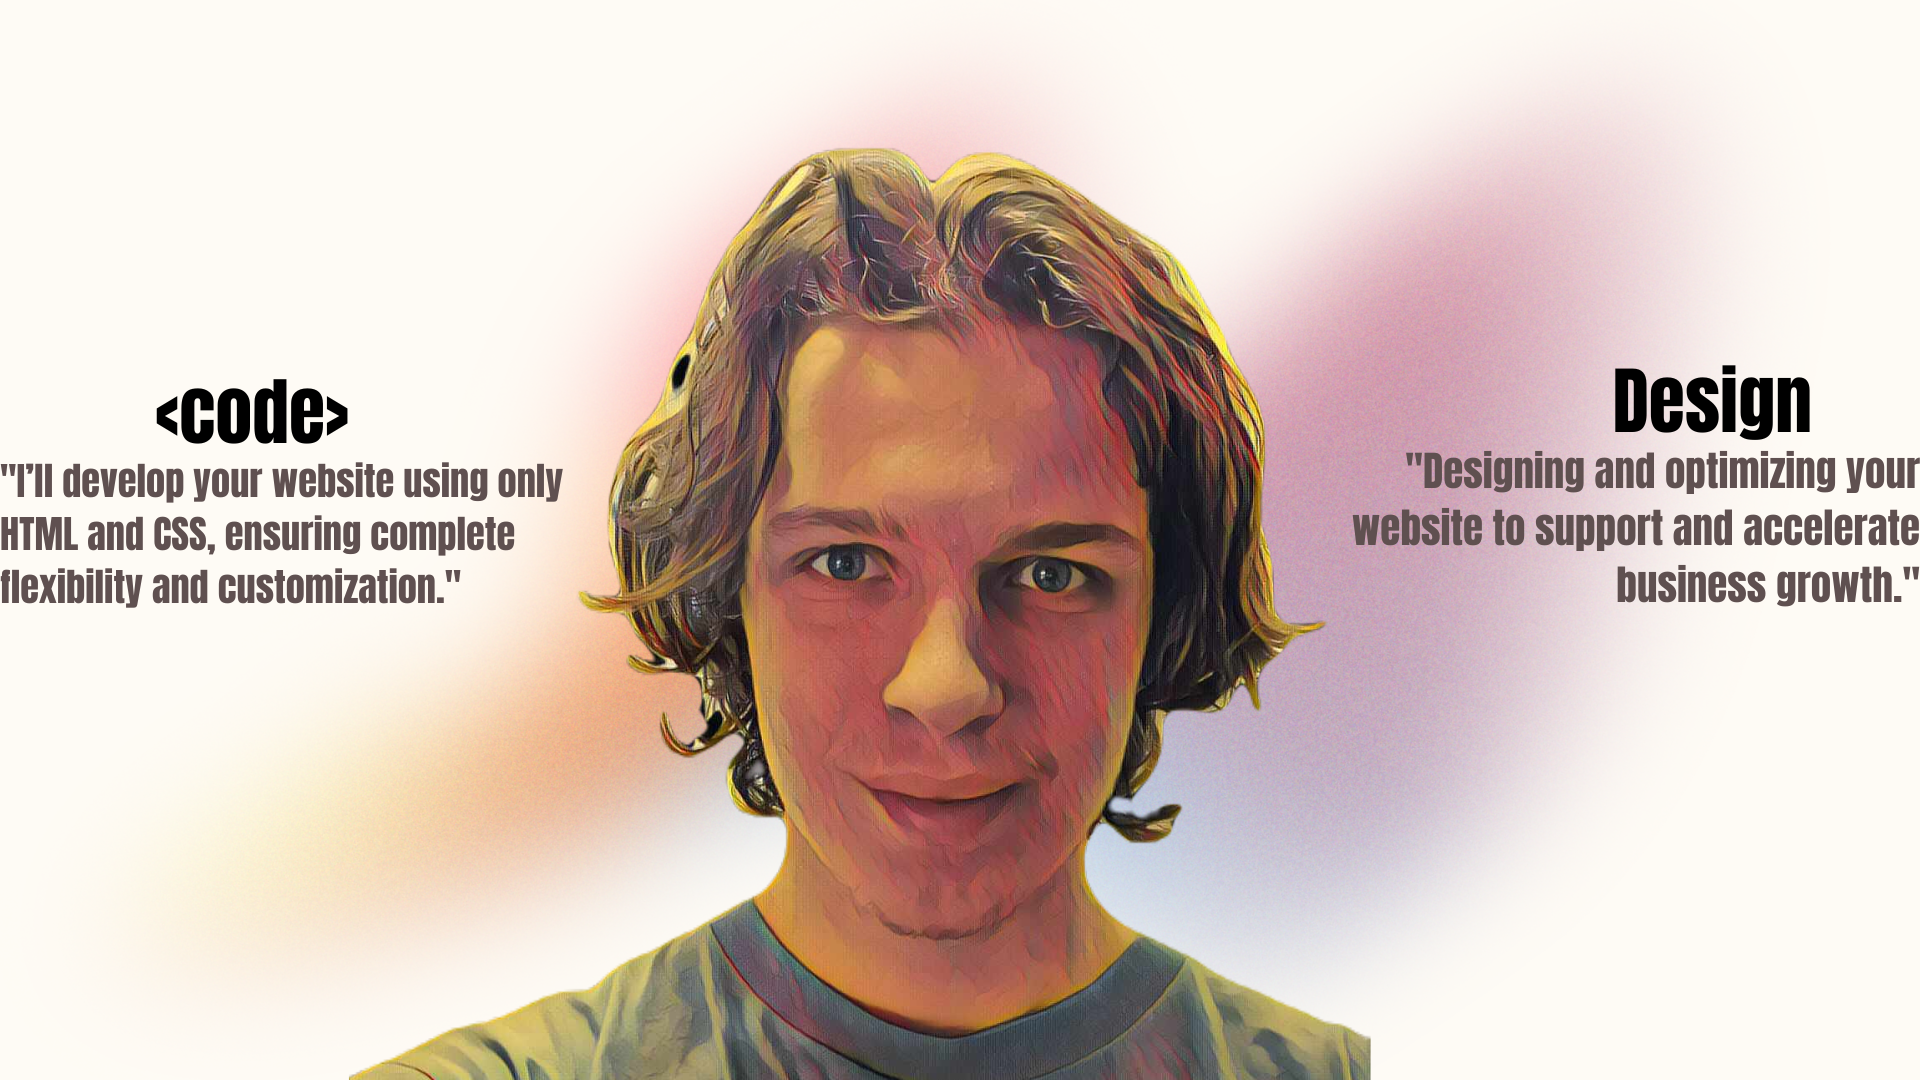 <code>
"I’ll develop your website using only
HTML and CSS, ensuring complete
flexibility and customization."
Design
"Designing and optimizing your
website to support and accelerate
business growth."